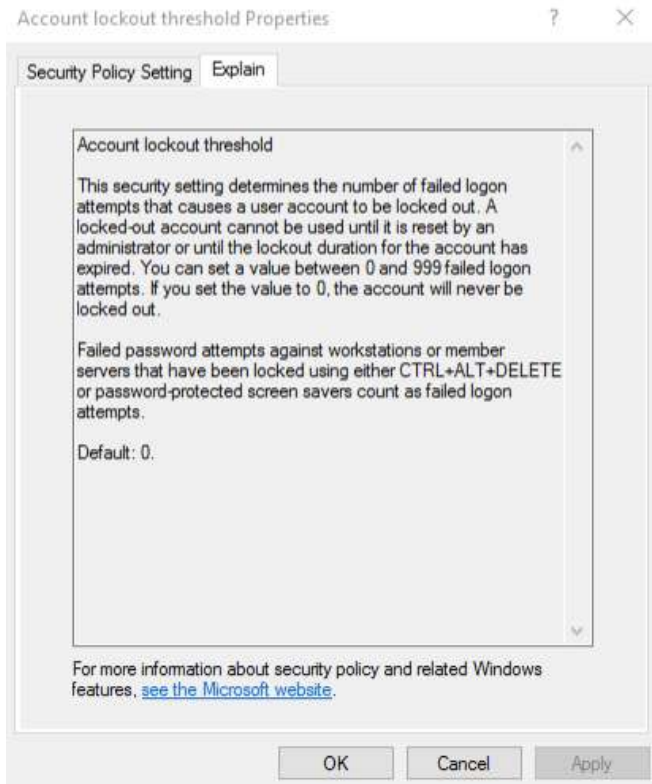 Account lockout threshold Properties ? ×
Security Policy Setting Explain
Account lockout threshold
This security setting determines the number of failed logon
attempts that causes a user account to be locked out. A
locked-out account cannot be used until it is reset by an
administrator or until the lockout duration for the account has
expired. You can set a value between 0 and 999 failed logon
attempts. If you set the value to 0, the account will never be
locked out.
Failed password attempts against workstations or member
servers that have been locked using either CTRL+ALT+DELETE
or password-protected screen savers count as failed logon
attempts.
Default: 0.
For more information about security policy and related Windows
features, see the Microsoft website.
OK Cancel Apply